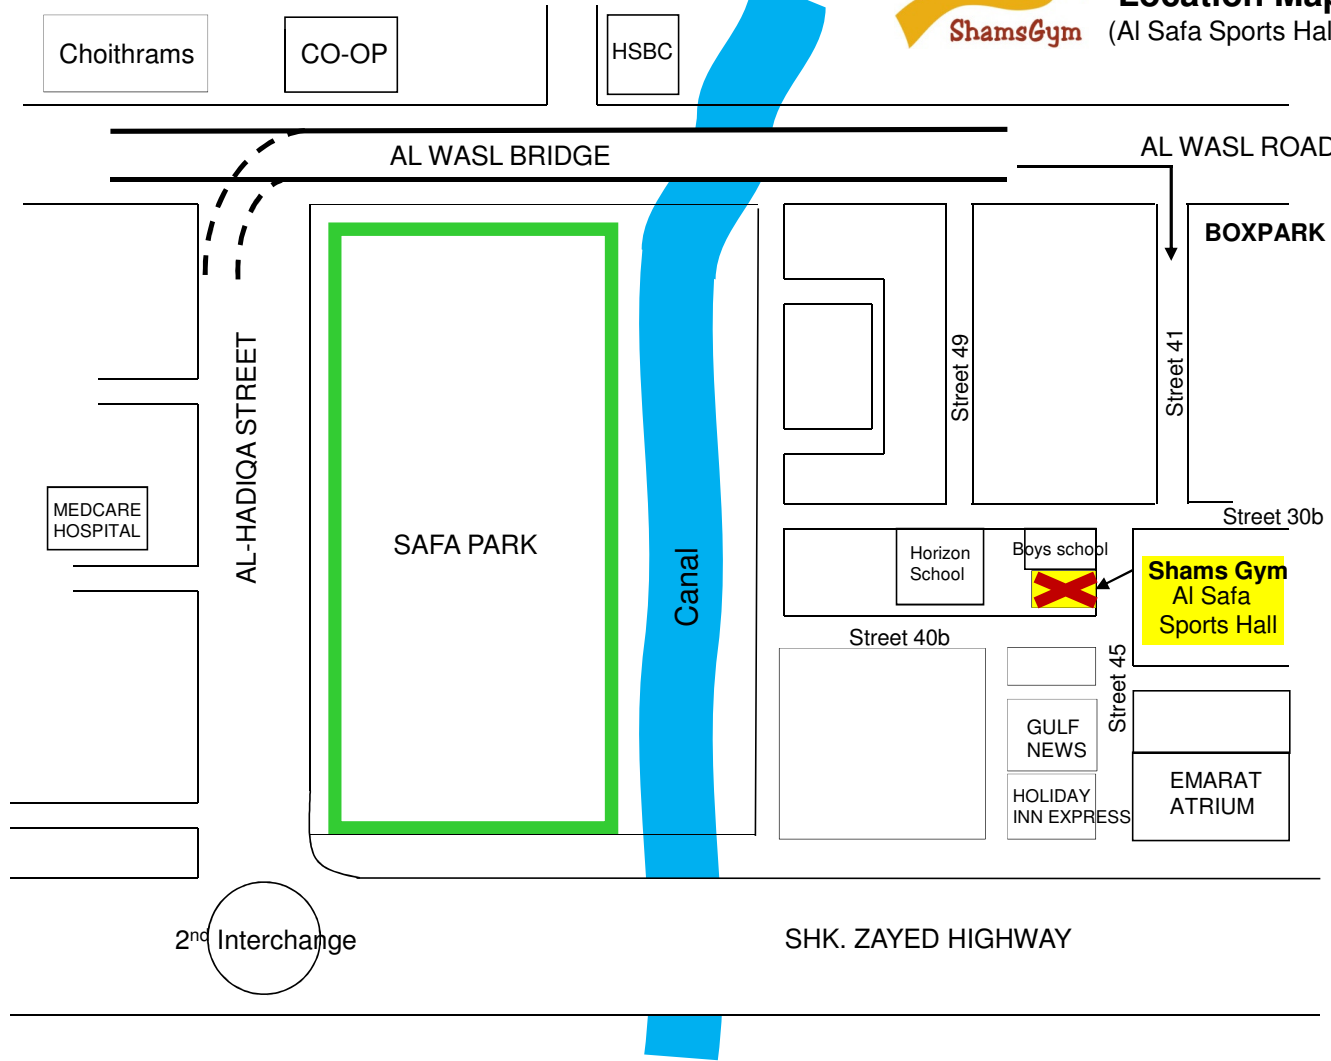 Location Map
ShamsGym
(Al Safa Sports Hal
Choithrams
CO-OP
HSBC
AL WASL BRIDGE
AL WASL ROAD
BOXPARK
AL-HADIQA STREET
Street 49
Street 41
MEDCARE
HOSPITAL
SAFA PARK
Canal
Street 30b
Horizon
School
Boys school
Shams Gym
Al Safa
Sports Hall
Street 40b
Street 45
GULF
NEWS
HOLIDAY
INN EXPRESS
EMARAT
ATRIUM
2nd Interchange
SHK. ZAYED HIGHWAY